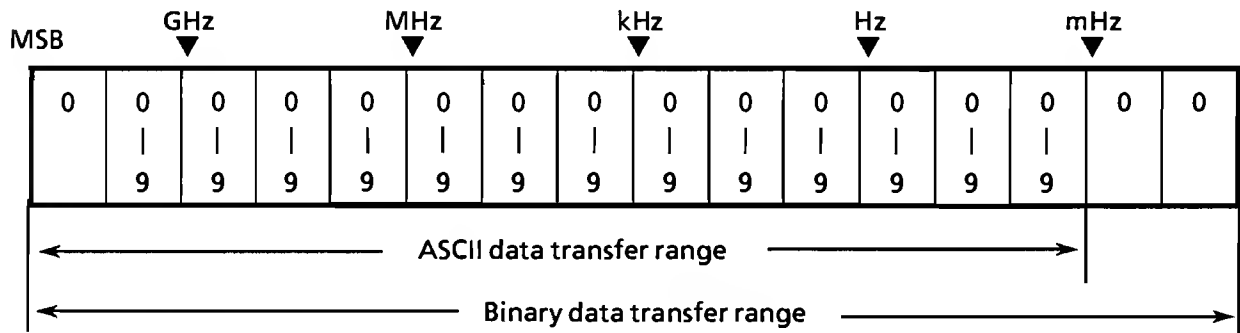 GHz MHz kHz Hz mHz
MSB
0 0 0 0 0 0 0 0 0 0 0 0 0 0 0 0
| | | | | | | | | | | | |
9 9 9 9 9 9 9 9 9 9 9 9 9
ASCII data transfer range
Binary data transfer range